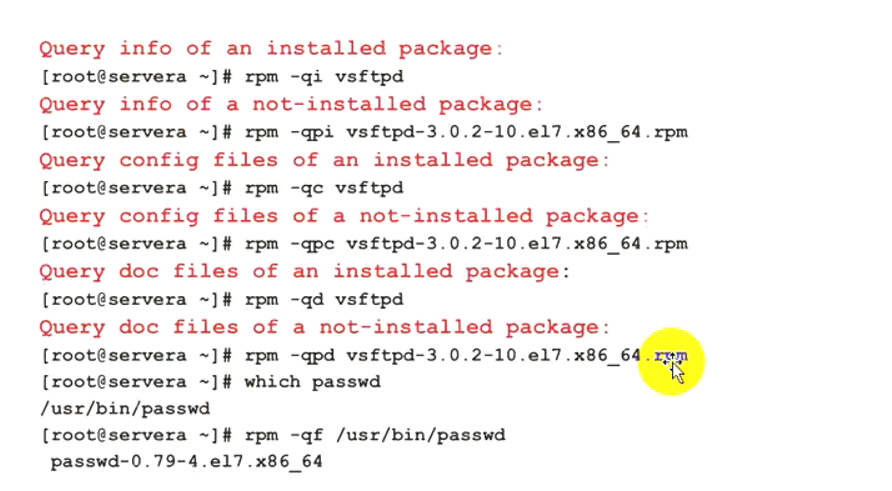 Query info of an installed package:
[root@servera ~]# rpm -qi vsftpd
Query info of a not-installed package:
[root@servera ~]# rpm -qpi vsftpd-3.0.2-10.el7.x86_64.rpm
Query config files of an installed package:
[root@servera ~]# rpm -qc vsftpd
Query config files of a not-installed package:
[root@servera ~]# rpm -qpc vsftpd-3.0.2-10.el7.x86_64.rpm
Query doc files of an installed package:
[root@servera ~]# rpm -qd vsftpd
Query doc files of a not-installed package:
[root@servera ~]# rpm -qpd vsftpd-3.0.2-10.el7.x86_64.rpm
[root@servera ~]# which passwd
/usr/bin/passwd
[root@servera ~]# rpm -qf /usr/bin/passwd
passwd-0.79-4.el7.x86_64